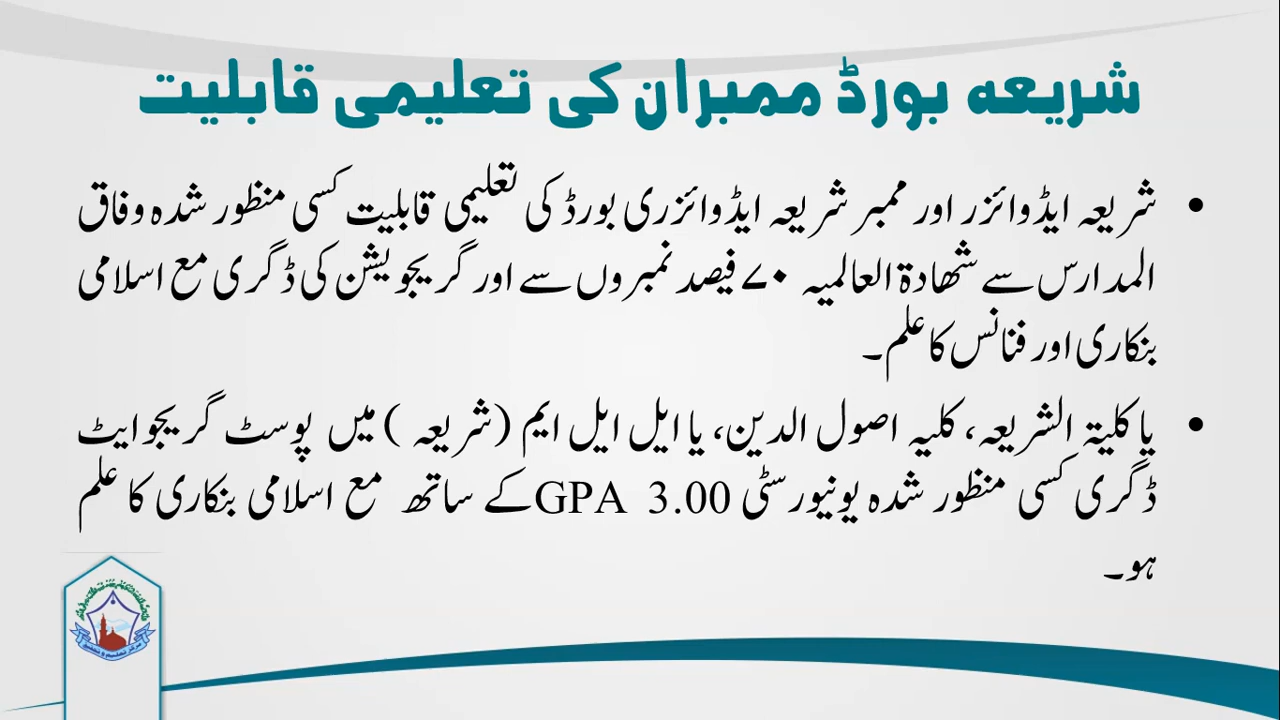 شریعہ بورڈ ممبران کی تعلیمی قابلیت
• شریعہ ایڈوائزر اور ممبر شریعہ ایڈوائزری بورڈ کی تعلیمی قابلیت کسی منظور شدہ وفاق
المدارس سے شھادۃ العالمیہ ۷۰ فیصد نمبروں سے اور گریجویشن کی ڈگری مع اسلامی
بنکاری اور فنانس کا علم۔
• یا کلیۃ الشریعہ، کلیہ اصول الدین، یا ایل ایل ایم (شریعہ ) میں پوسٹ گریجوایٹ
ڈگری کسی منظور شدہ یونیورسٹی GPA 3.00 کے ساتھ مع اسلامی بنکاری کا علم
ہو۔